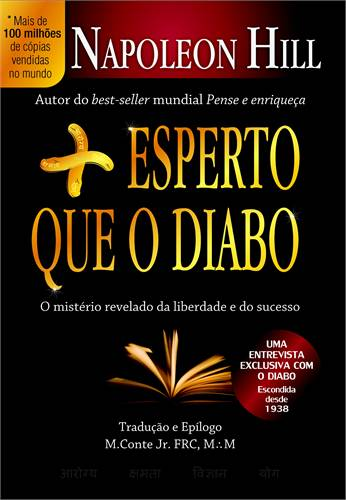 * Mais de
100 milhões
de cópias
vendidas
no mundo
NAPOLEON HILL
Autor do best-seller mundial Pense e enriqueça
+ ESPERTO
QUE O DIABO
O mistério revelado da liberdade e do sucesso
UMA
ENTREVISTA
EXCLUSIVA COM
O DIABO
Escondida
desde
1938
Tradução e Epílogo
M.Conte Jr. FRC, M∴M
आरोग्य क्षमता विज्ञान योग